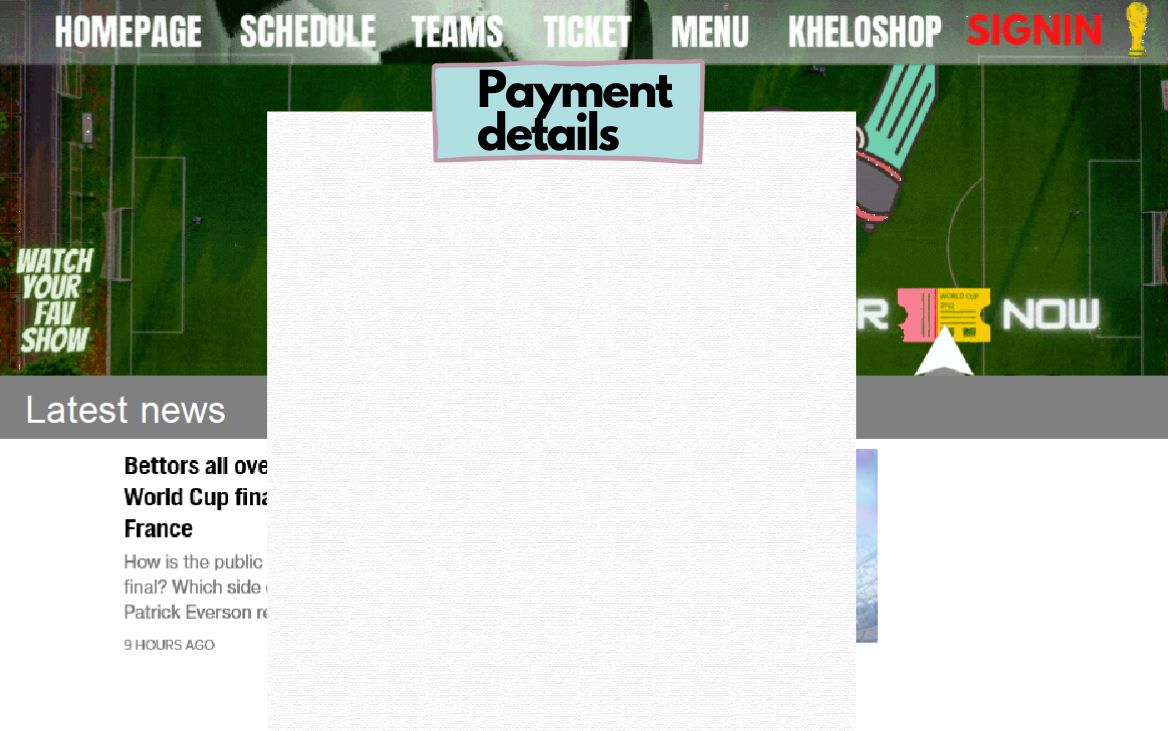 HOMEPAGE SCHEDULE TEAMS TICKET MENU KHELOSHOP SIGNIN
Payment
details
WATCH
YOUR
FAV
SHOW
R WORLD CUP
2022 NOW
Latest news
Bettors all ove
World Cup fina
France
How is the public
final? Which side
Patrick Everson re
9 HOURS AGO